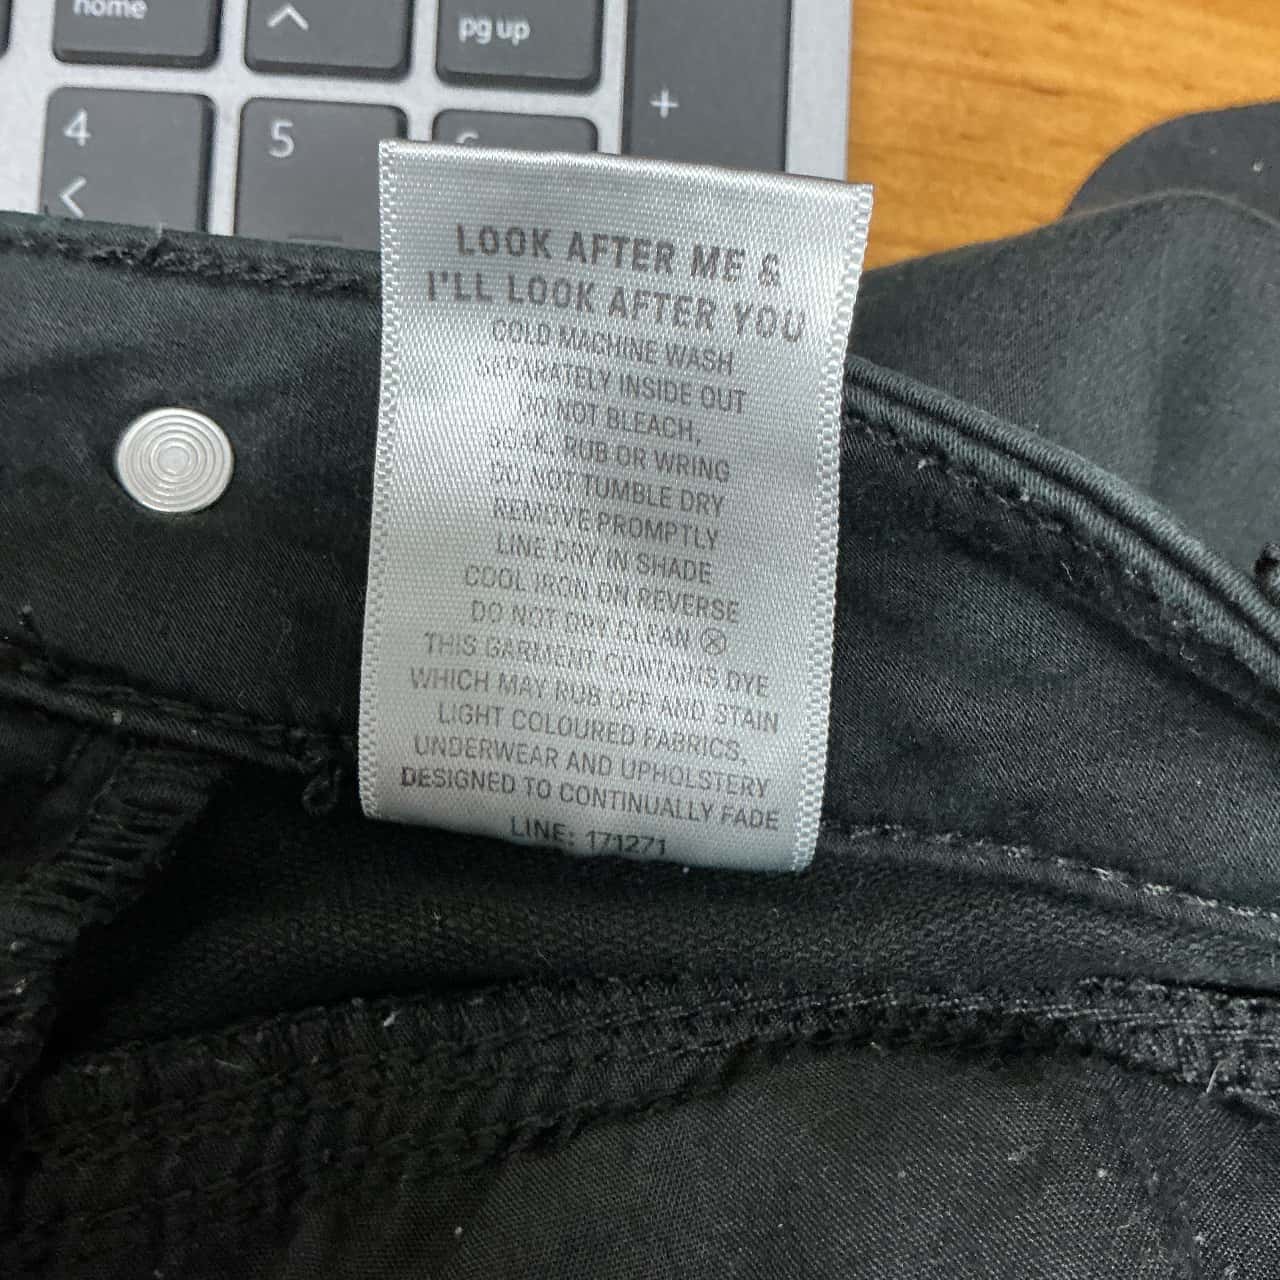 home
pg up
+
4
5
6
LOOK AFTER ME &
I'LL LOOK AFTER YOU
COLD MACHINE WASH
SEPARATELY INSIDE OUT
DO NOT BLEACH,
SOAK, RUB OR WRING
DO NOT TUMBLE DRY
REMOVE PROMPTLY
LINE DRY IN SHADE
COOL IRON ON REVERSE
DO NOT DRY CLEAN
THIS GARMENT CONTAINS DYE
WHICH MAY RUB OFF AND STAIN
LIGHT COLOURED FABRICS,
UNDERWEAR AND UPHOLSTERY
DESIGNED TO CONTINUALLY FADE
LINE: 171271